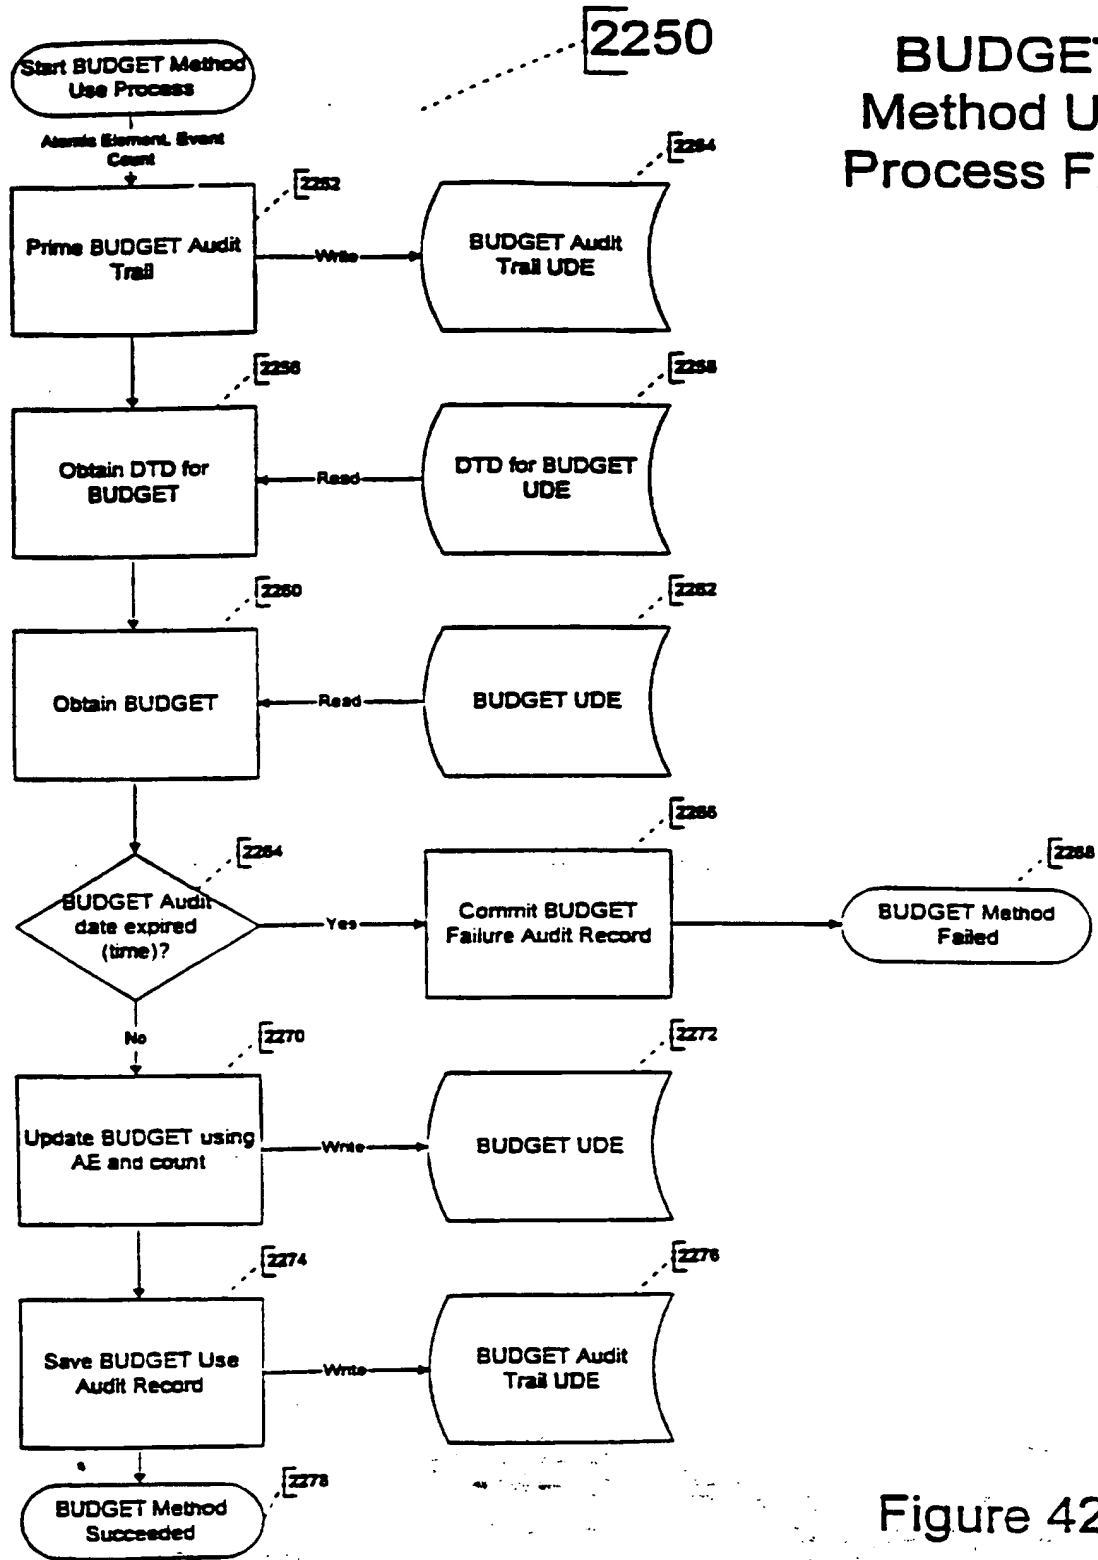 2250
BUDGET
Method U
Process F
Start BUDGET Method
Use Process
Atomic Element, Event
Count
2252
2254
Prime BUDGET Audit
Trail
Write
BUDGET Audit
Trail UDE
2256
2258
Obtain DTD for
BUDGET
Read
DTD for BUDGET
UDE
2260
2262
Obtain BUDGET
Read
BUDGET UDE
2264
2266
2268
BUDGET Audit
date expired
(time)?
Yes
Commit BUDGET
Failure Audit Record
BUDGET Method
Failed
No
2270
2272
Update BUDGET using
AE and count
Write
BUDGET UDE
2274
2276
Save BUDGET Use
Audit Record
Write
BUDGET Audit
Trail UDE
2278
BUDGET Method
Succeeded
Figure 42